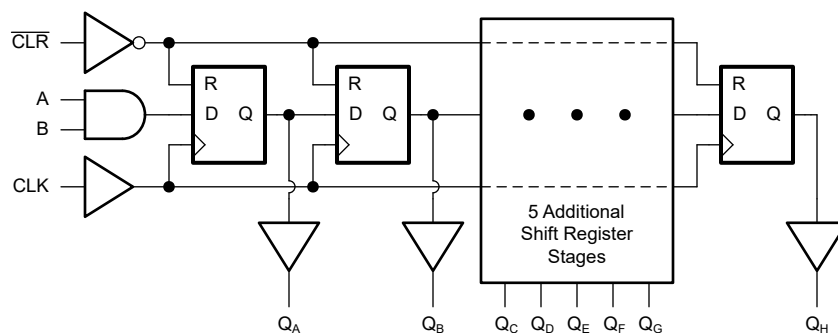 CLR
R
R
R
A
D
Q
D
Q
D
Q
B
CLK
5 Additional
Shift Register
Stages
QA
QB
QC
QD
QE
QF
QG
QH